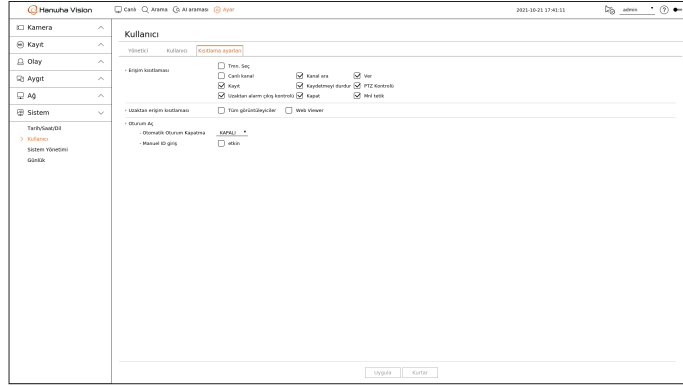 Hanwha Vision
Canlı Arama AI araması Ayar
2021-10-21 17:41:11
admin
Kamera
Kayıt
Olay
Aygıt
Ağ
Sistem
Tarih/Saat/Dil
Kullanıcı
Sistem Yönetimi
Günlük
Kullanıcı
Yönetici Kullanıcı Kısıtlama ayarları
Erişim kısıtlaması
Tmn. Seç
Canlı kanal Kanal ara Ver
Kayıt Kaydetmeyi durdur PTZ Kontrolü
Uzaktan alarm çıkış kontrolü Kapat Mnl tetik
Uzaktan erişim kısıtlaması Tüm görüntüleyiciler Web Viewer
Oturum Aç
- Otomatik Oturum Kapatma KAPALI
- Manuel ID giriş etkin
Uygula Kurtar